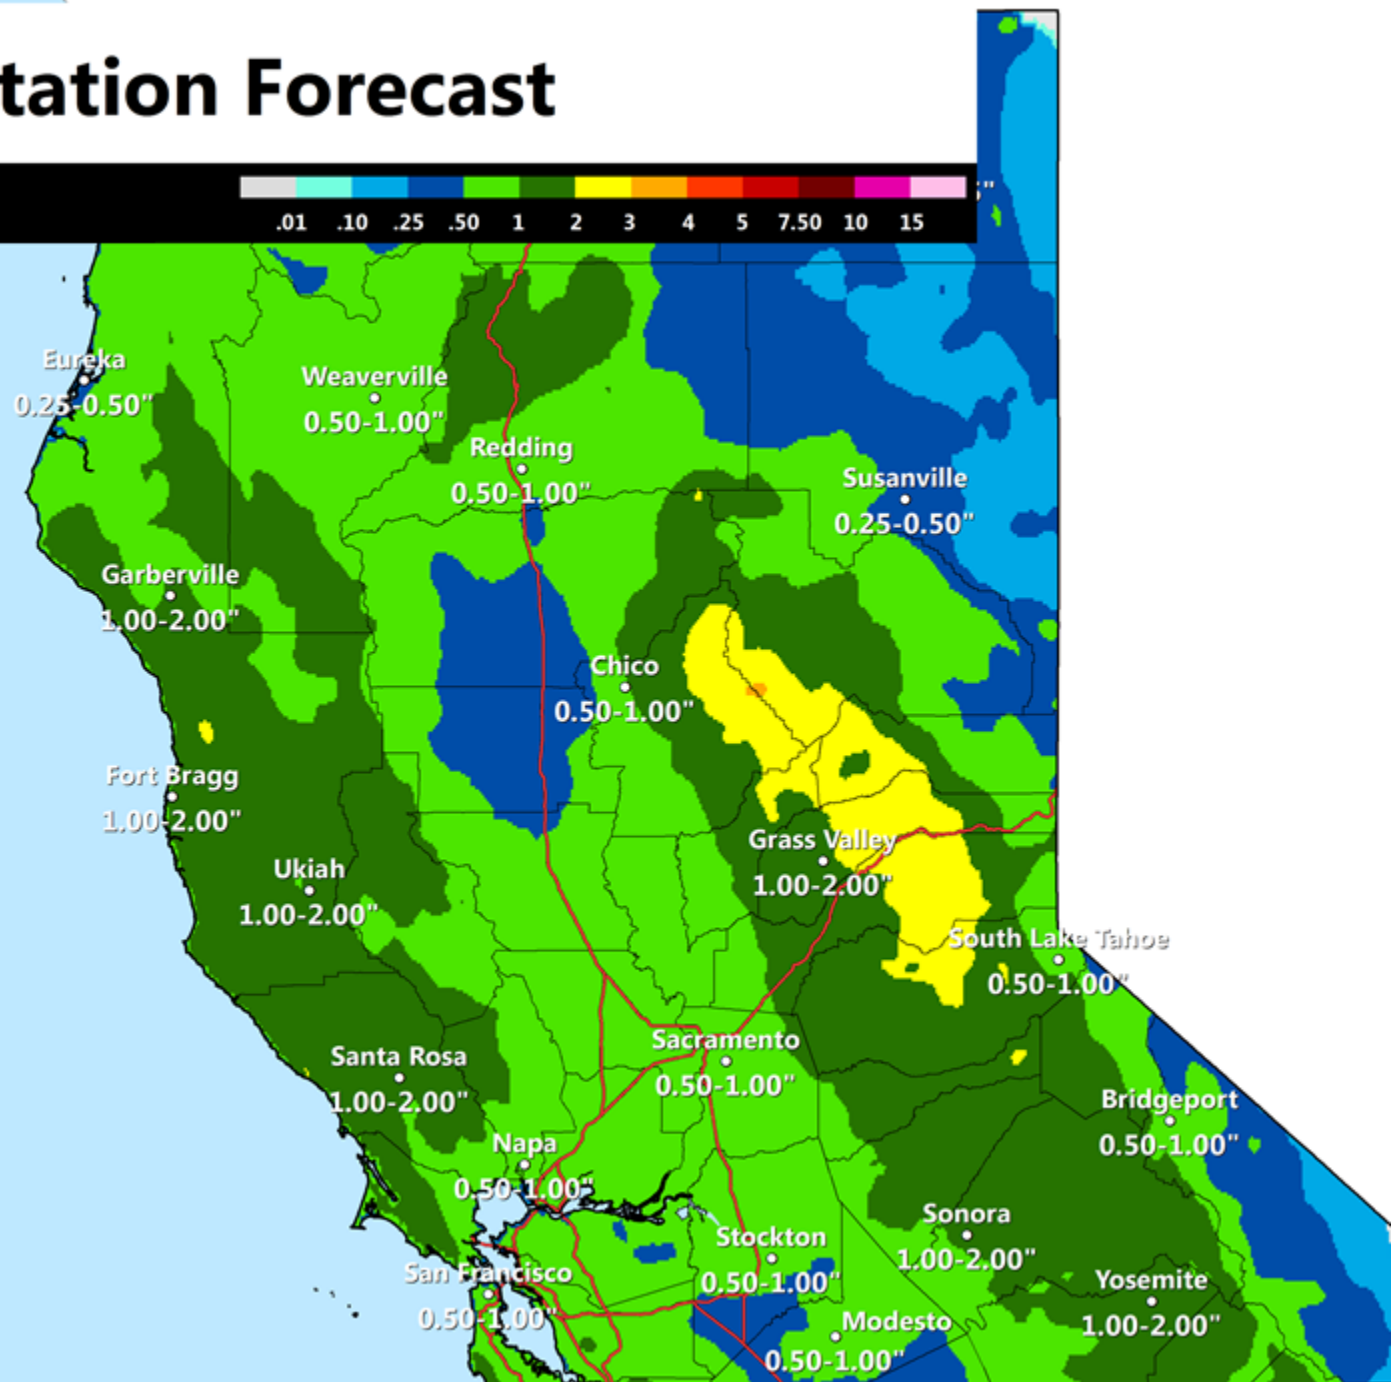 tation Forecast
.01 .10 .25 .50 1 2 3 4 5 7.50 10 15
"
Eureka
0.25-0.50"
Weaverville
0.50-1.00"
Redding
0.50-1.00"
Susanville
0.25-0.50"
Garberville
1.00-2.00"
Chico
0.50-1.00"
Fort Bragg
1.00-2.00"
Grass Valley
1.00-2.00"
Ukiah
1.00-2.00"
South Lake Tahoe
0.50-1.00"
Sacramento
0.50-1.00"
Santa Rosa
1.00-2.00"
Bridgeport
0.50-1.00"
Napa
0.50-1.00"
Sonora
1.00-2.00"
Stockton
0.50-1.00"
San Francisco
0.50-1.00"
Yosemite
1.00-2.00"
Modesto
0.50-1.00"